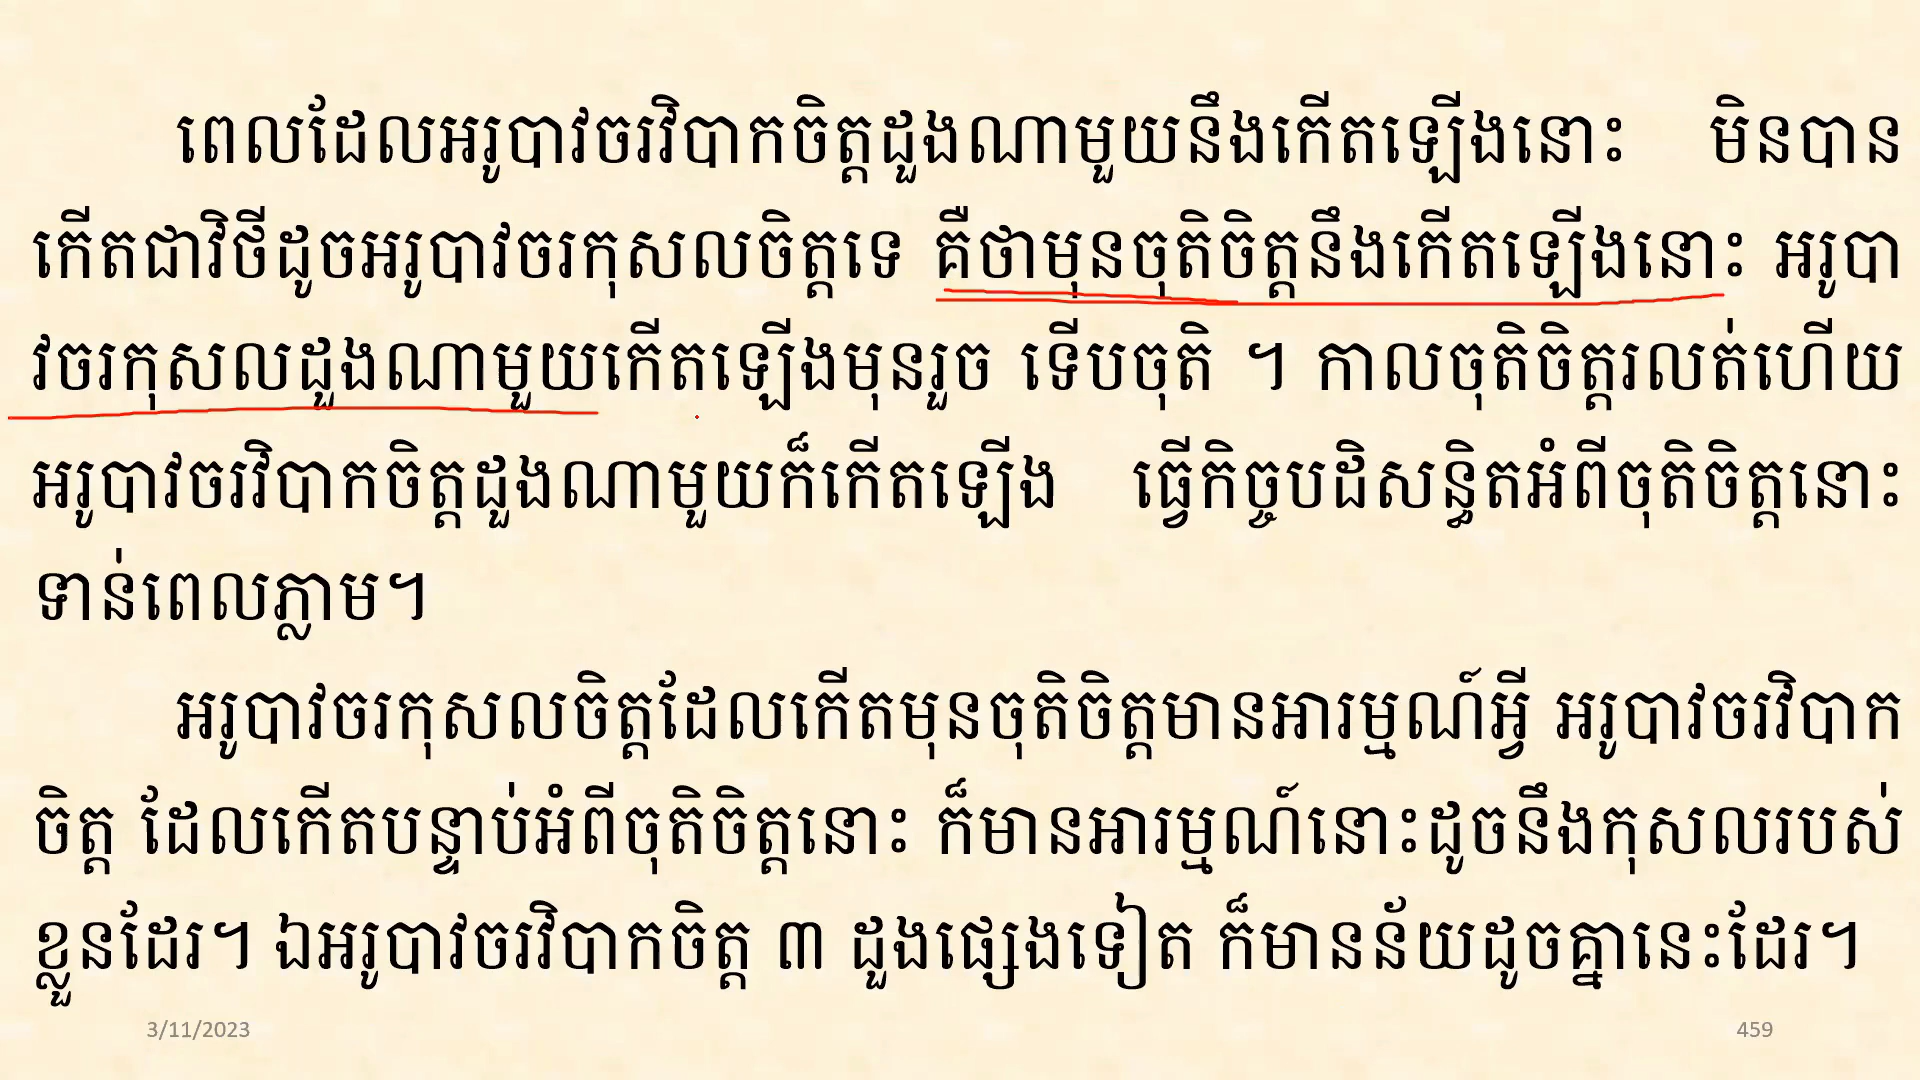 ពេលដែលអរូបាវចរវិបាកចិត្តដួងណាមួយនឹងកើតឡើងនោះ មិនបាន
កើតជាវិថីដូចអរូបាវចរកុសលចិត្តទេ គឺថាមុនចុតិចិត្តនឹងកើតឡើងនោះ អរូបា
វចរកុសលដួងណាមួយកើតឡើងមុនរួច ទើបចុតិ ។ កាលចុតិចិត្តរលត់ហើយ
អរូបាវចរវិបាកចិត្តដួងណាមួយក៏កើតឡើង ធ្វើកិច្ចបដិសន្ធិតអំពីចុតិចិត្តនោះ
ទាន់ពេលភ្លាម។
អរូបាវចរកុសលចិត្តដែលកើតមុនចុតិចិត្តមានអារម្មណ៍អ្វី អរូបាវចរវិបាក
ចិត្ត ដែលកើតបន្ទាប់អំពីចុតិចិត្តនោះ ក៏មានអារម្មណ៍នោះដូចនឹងកុសលរបស់
ខ្លួនដែរ។ ឯអរូបាវចរវិបាកចិត្ត ៣ ដួងផ្សេងទៀត ក៏មានន័យដូចគ្នានេះដែរ។
3/11/2023
459